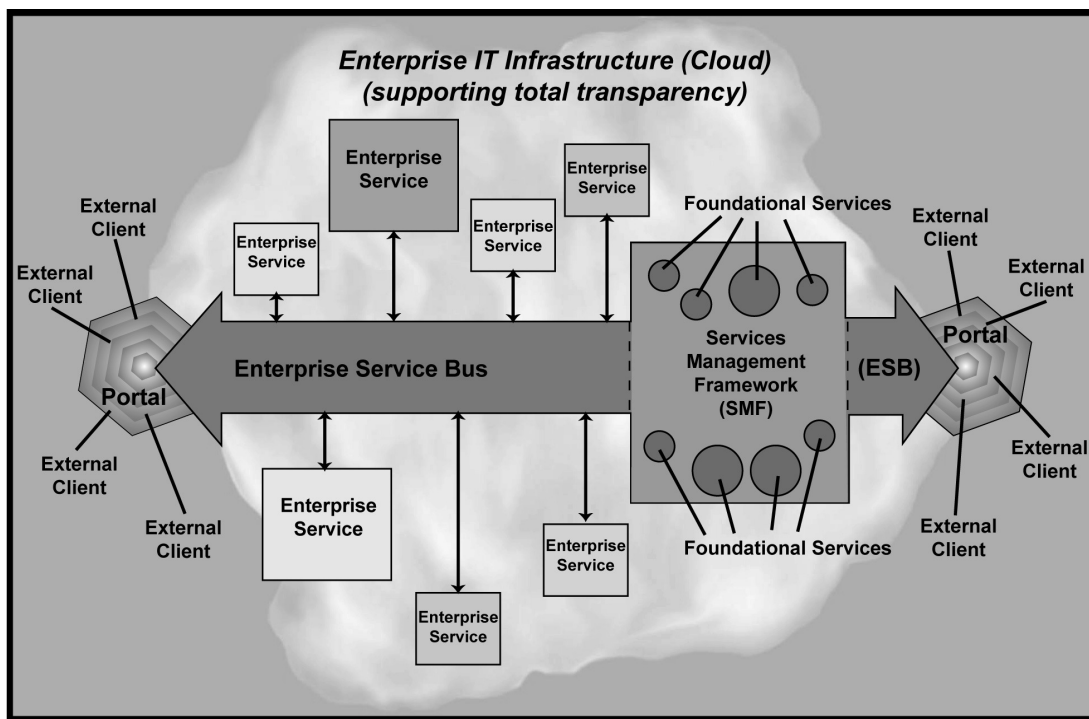 Enterprise IT Infrastructure (Cloud)
(supporting total transparency)
Enterprise
Service
Enterprise
Service
Enterprise
Service
Enterprise
Service
Foundational Services
External
Client
External
Client
External
Client
External
Client
Portal
Portal
Enterprise Service Bus
Services
Management
Framework
(SMF)
(ESB)
External
Client
External
Client
External
Client
External
Client
Enterprise
Service
Enterprise
Service
Enterprise
Service
Foundational Services